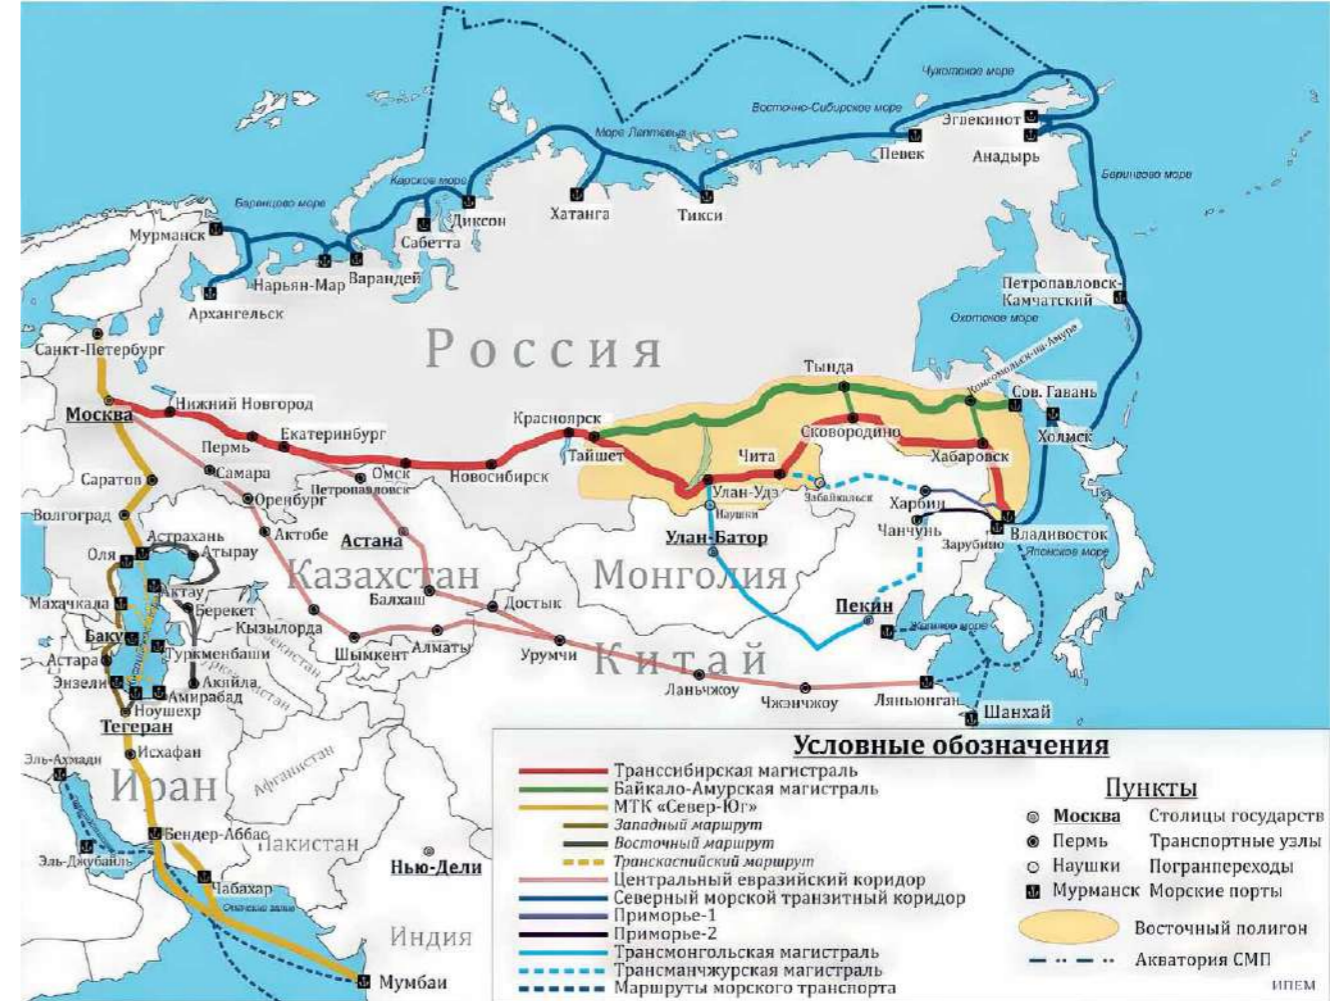 Чукотское море
Восточно-Сибирское море
Эгвекинот
Море Лаптевых
Певек
Анадырь
Берингово море
Карское море
Баренцово море
Диксон
Хатанга
Тикси
Мурманск
Сабетта
Нарьян-Мар
Варандей
Архангельск
Петропавловск-
Камчатский
Охотское море
Санкт-Петербург
Россия
Комсомольск-на-Амуре
Тында
Сов. Гавань
Москва
Нижний Новгород
Красноярск
Пермь
Екатеринбург
Сковородино
Холмск
Тайшет
Чита
Хабаровск
Самара
Омск
Новосибирск
Саратов
Петропавловск
Улан-Удэ
Забайкальск
Оренбург
Наушки
Харбин
Волгоград
Астрахань
Актобе
Астана
Улан-Батор
Чанчунь
Зарубино
Владивосток
Оля
Атырау
Японское море
Казахстан
Монголия
Актау
Махачкала
Берекет
Балхаш
Достык
Пекин
Баку
Кызылорда
Желтое море
Туркменбаши
Узбекистан
Шымкент
Алматы
Урумчи
Китай
Астара
Туркменистан
Энзели
Акяйла
Ланьчжоу
Амирабад
Чжэнчжоу
Ляньюнган
Ноушехр
Шанхай
Тегеран
Исхафан
Эль-Ахмади
Иран
Афганистан
Бендер-Аббас
Пакистан
Эль-Джубайль
Нью-Дели
Чабахар
Оманский залив
Индия
Мумбаи
Условные обозначения
Транссибирская магистраль
Байкало-Амурская магистраль
МТК «Север-Юг»
Западный маршрут
Восточный маршрут
Транскаспийский маршрут
Центральный евразийский коридор
Северный морской транзитный коридор
Приморье-1
Приморье-2
Трансмонгольская магистраль
Трансманчжурская магистраль
Маршруты морского транспорта
Пункты
Москва Столицы государств
Пермь Транспортные узлы
Наушки Погранпереходы
Мурманск Морские порты
Восточный полигон
Акватория СМП
ИПЕМ